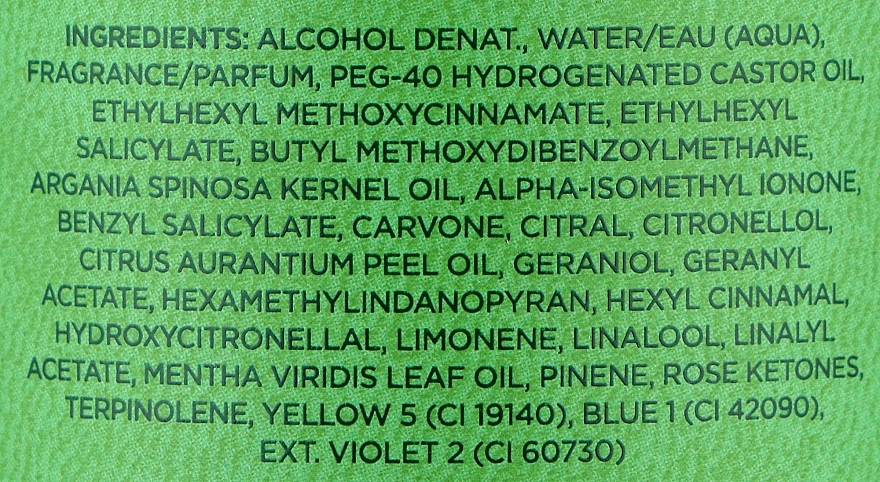 INGREDIENTS: ALCOHOL DENAT., WATER/EAU (AQUA),
FRAGRANCE/PARFUM, PEG-40 HYDROGENATED CASTOR OIL,
ETHYLHEXYL METHOXYCINNAMATE, ETHYLHEXYL
SALICYLATE, BUTYL METHOXYDIBENZOYLMETHANE,
ARGANIA SPINOSA KERNEL OIL, ALPHA-ISOMETHYL IONONE,
BENZYL SALICYLATE, CARVONE, CITRAL, CITRONELLOL,
CITRUS AURANTIUM PEEL OIL, GERANIOL, GERANYL
ACETATE, HEXAMETHYLINDANOPYRAN, HEXYL CINNAMAL,
HYDROXYCITRONELLAL, LIMONENE, LINALOOL, LINALYL
ACETATE, MENTHA VIRIDIS LEAF OIL, PINENE, ROSE KETONES,
TERPINOLENE, YELLOW 5 (CI 19140), BLUE 1 (CI 42090),
EXT. VIOLET 2 (CI 60730)